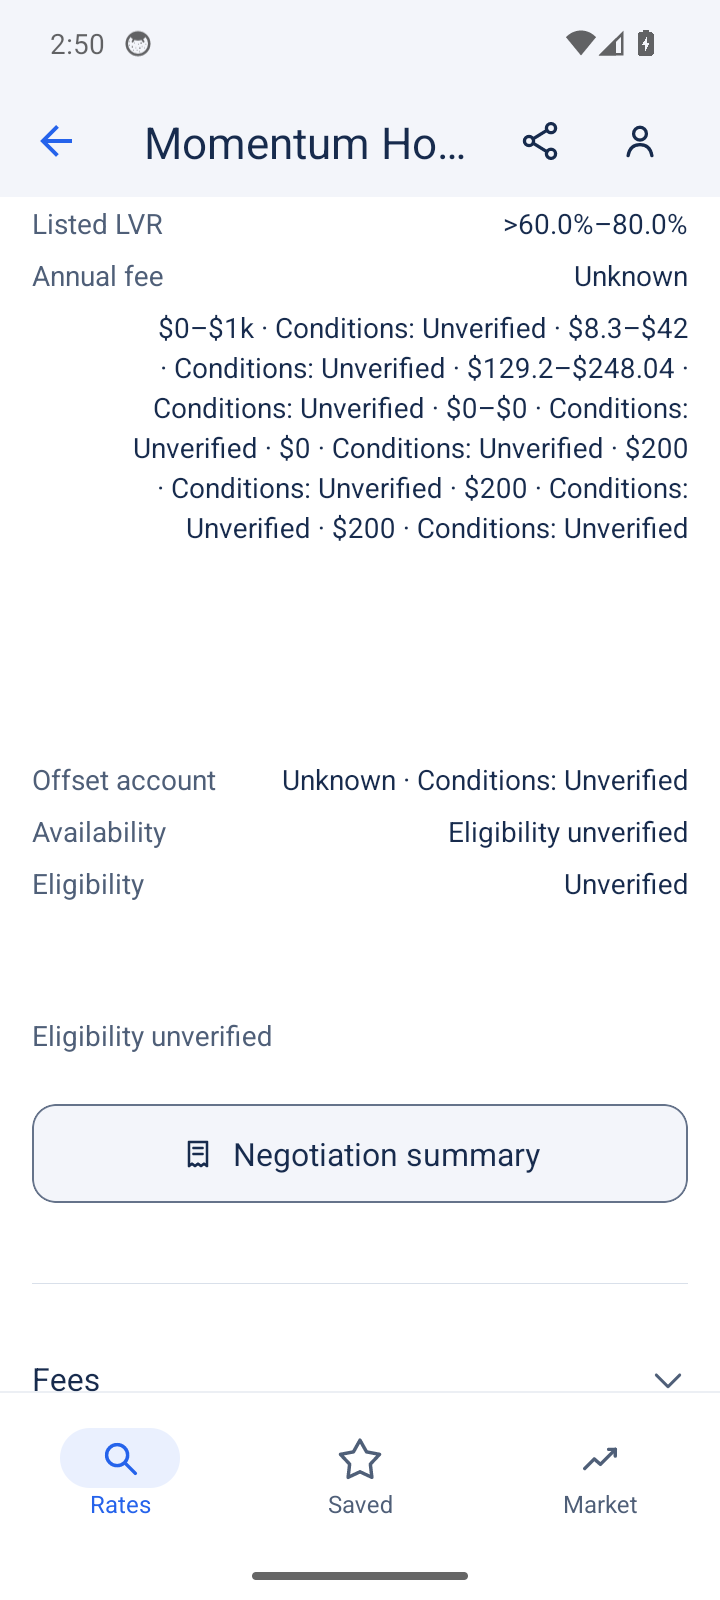 2:50
Momentum Ho...
Listed LVR >60.0%–80.0%
Annual fee Unknown
$0–$1k · Conditions: Unverified · $8.3–$42
· Conditions: Unverified · $129.2–$248.04 ·
Conditions: Unverified · $0–$0 · Conditions:
Unverified · $0 · Conditions: Unverified · $200
· Conditions: Unverified · $200 · Conditions:
Unverified · $200 · Conditions: Unverified
Offset account Unknown · Conditions: Unverified
Availability Eligibility unverified
Eligibility Unverified
Eligibility unverified
Negotiation summary
Fees
Rates Saved Market